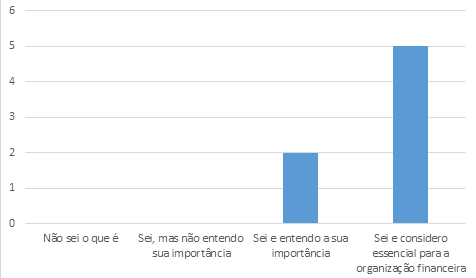 6
5
4
3
2
1
0
Não sei o que é
Sei, mas não entendo
sua importância
Sei e entendo a sua
importância
Sei e considero
essencial para a
organização financeira